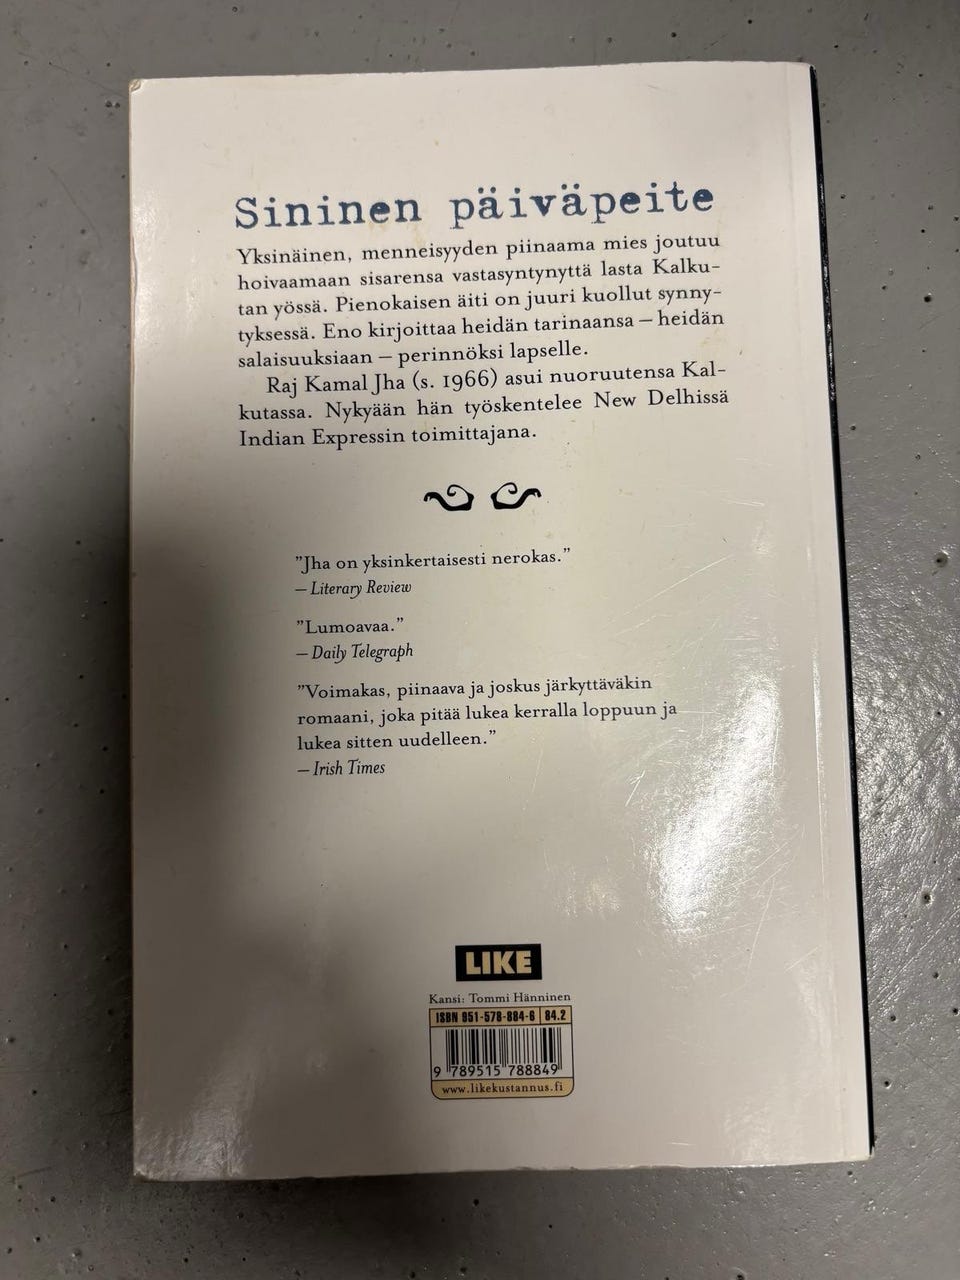 Sininen päiväpeite
Yksinäinen, menneisyyden piinaama mies joutuu
hoivaamaan sisarensa vastasyntynyttä lasta Kalku-
tan yössä. Pienokaisen äiti on juuri kuollut synny-
tyksessä. Eno kirjoittaa heidän tarinaansa – heidän
salaisuuksiaan – perinnöksi lapselle.
Raj Kamal Jha (s. 1966) asui nuoruutensa Kal-
kutassa. Nykyään hän työskentelee New Delhissä
Indian Expressin toimittajana.
"Jha on yksinkertaisesti nerokas."
– Literary Review
"Lumoavaa."
– Daily Telegraph
"Voimakas, piinaava ja joskus järkyttäväkin
romaani, joka pitää lukea kerralla loppuun ja
lukea sitten uudelleen."
– Irish Times
LIKE
Kansi: Tommi Hänninen
ISBN 951-578-884-6 84.2
9 789515 788849
www.likekustannus.fi